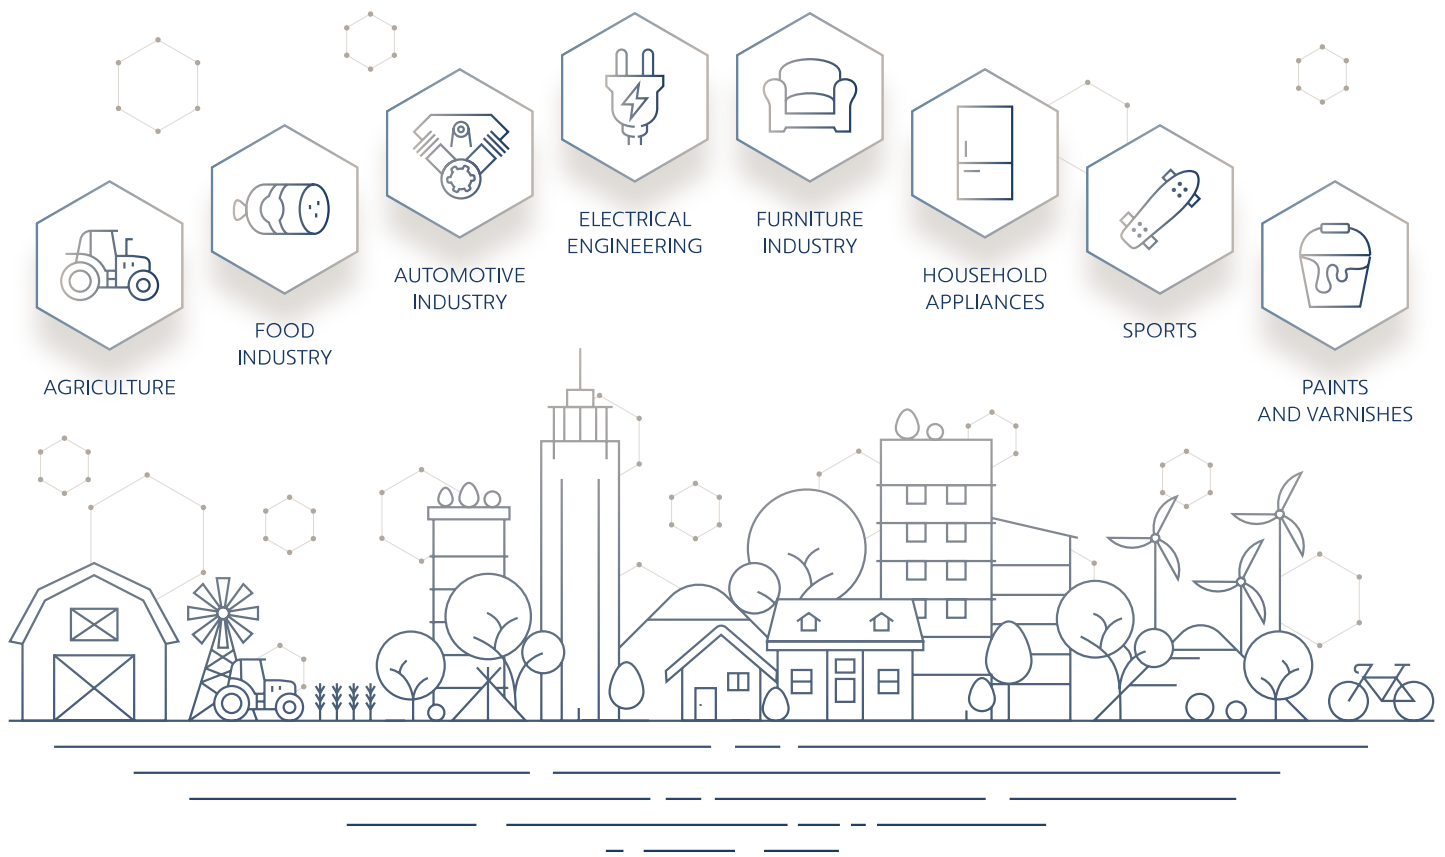 AGRICULTURE
FOOD
INDUSTRY
AUTOMOTIVE
INDUSTRY
ELECTRICAL
ENGINEERING
FURNITURE
INDUSTRY
HOUSEHOLD
APPLIANCES
SPORTS
PAINTS
AND VARNISHES